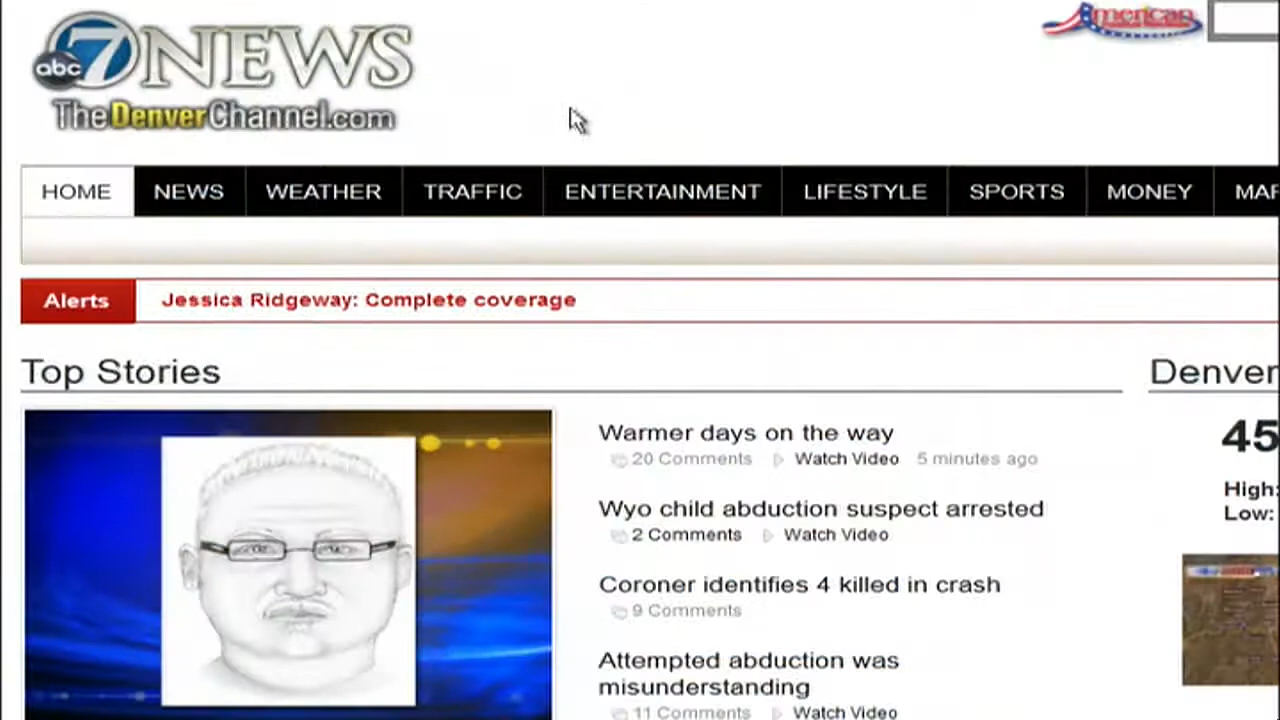 abc 7NEWS
American
TheDenverChannel.com
HOME NEWS WEATHER TRAFFIC ENTERTAINMENT LIFESTYLE SPORTS MONEY
Alerts Jessica Ridgeway: Complete coverage
Top Stories
Denver
Warmer days on the way
20 Comments Watch Video 5 minutes ago
Wyo child abduction suspect arrested
2 Comments Watch Video
Coroner identifies 4 killed in crash
9 Comments
Attempted abduction was
misunderstanding
11 Comments Watch Video
45
High:
Low: